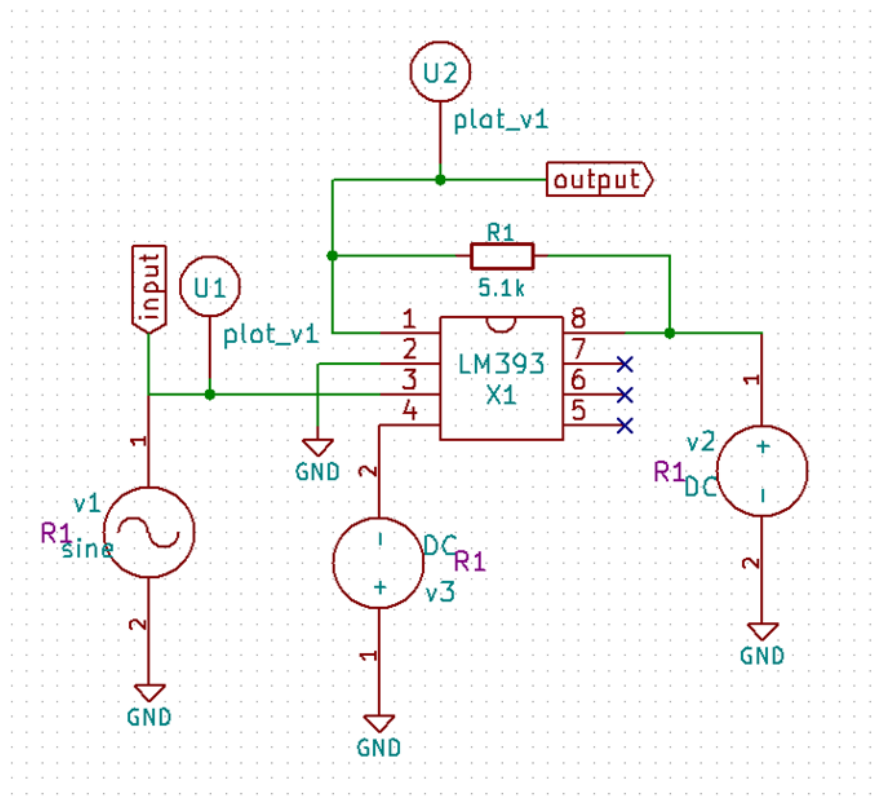 U2
plot_v1
output
R1
5.1k
input
U1
plot_v1
1
2
3
4
LM393
X1
8
7
6
5
GND
1
v1
R1
sine
2
GND
2
DC
R1
v3
1
GND
1
v2
R1
DC
2
GND